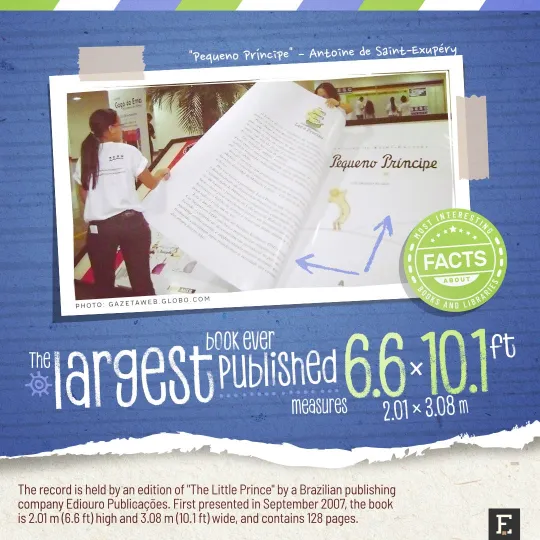 "Pequeno Príncipe" – Antoine de Saint-Exupéry
Pequeno Príncipe
PHOTO: GAZETAWEB.GLOBO.COM
MOST INTERESTING
FACTS
ABOUT
BOOKS AND LIBRARIES
The largest book ever published measures 6.6 × 10.1 ft
2.01 × 3.08 m
The record is held by an edition of "The Little Prince" by a Brazilian publishing
company Ediouro Publicações. First presented in September 2007, the book
is 2.01 m (6.6 ft) high and 3.08 m (10.1 ft) wide, and contains 128 pages.
E